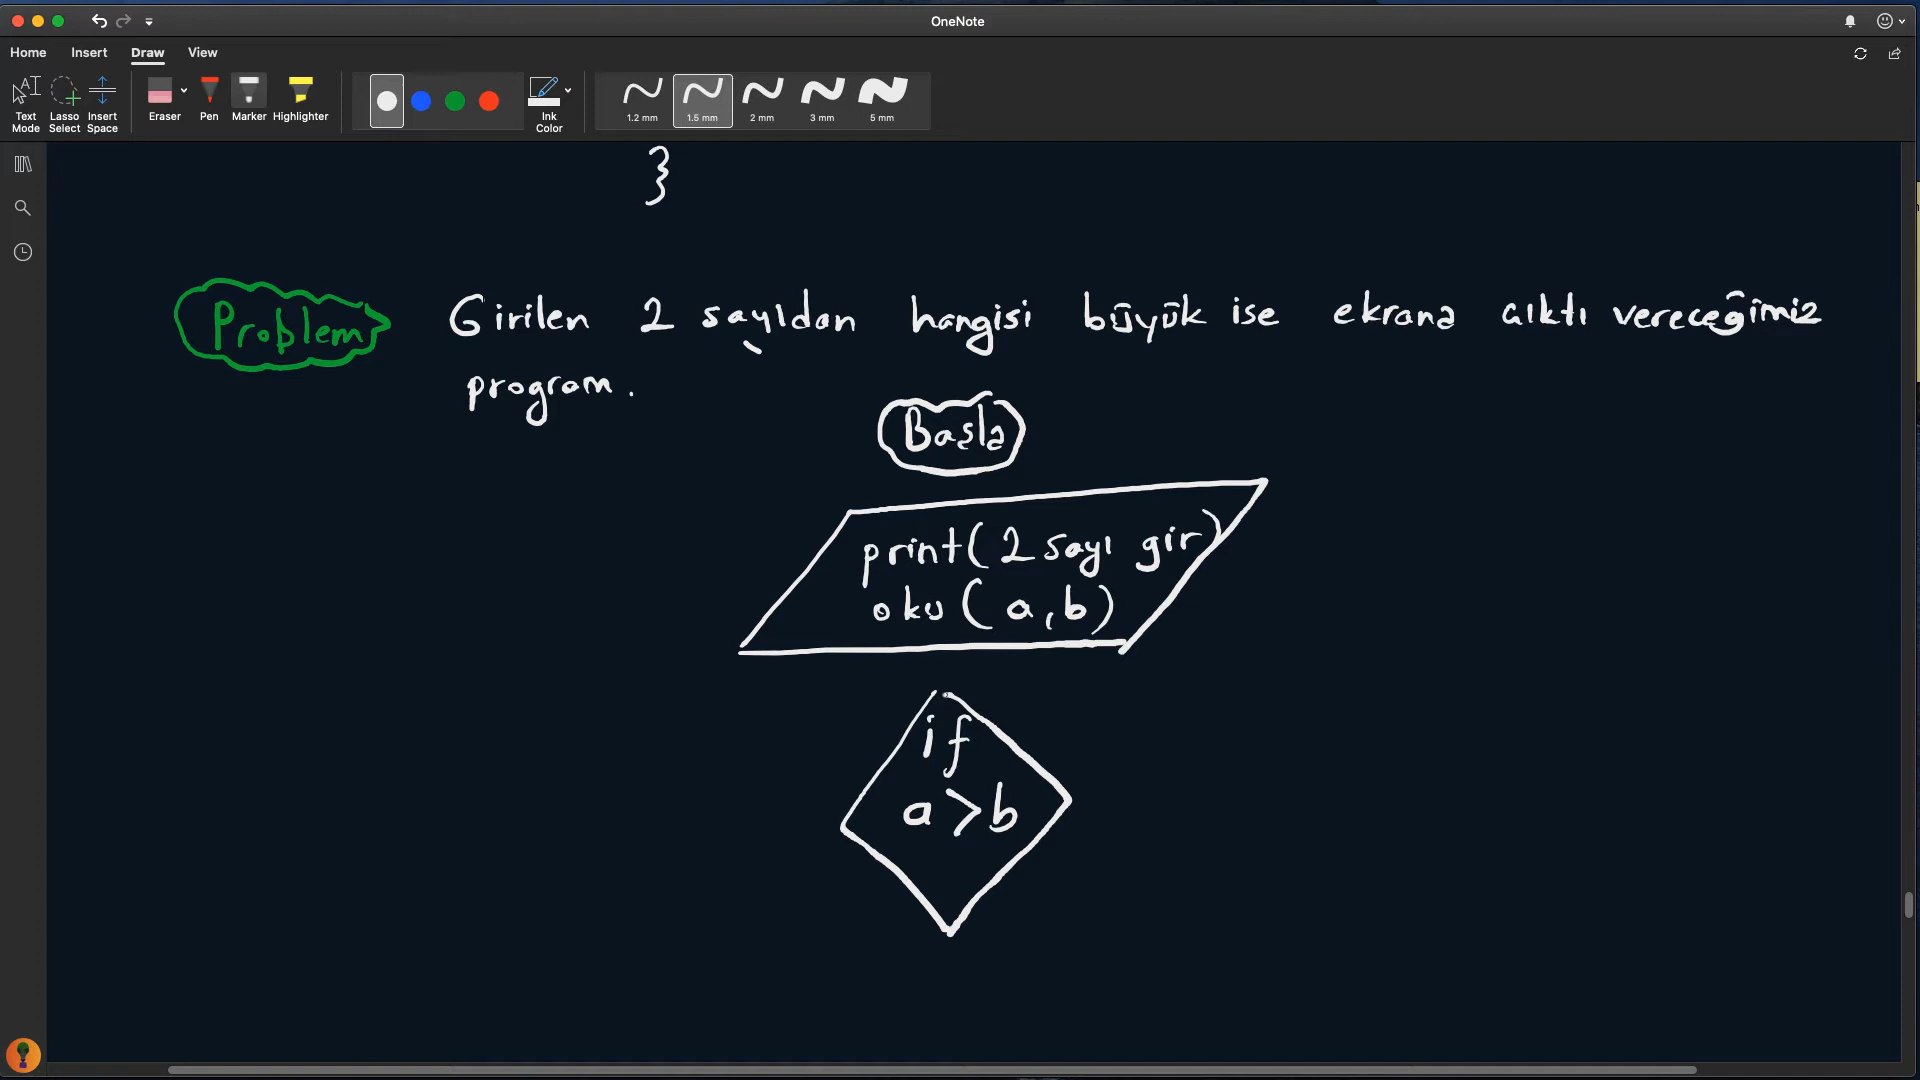 OneNote
Home Insert Draw View
Text Mode
Lasso Select
Insert Space
Eraser
Pen
Marker
Highlighter
Ink Color
1.2 mm
1.5 mm
2 mm
3 mm
5 mm
}
Problem
Girilen 2 sayıdan hangisi büyük ise ekrana çıktı vereceğimiz
program.
Başla
print( 2 sayı gir)
oku ( a, b)
if
a > b